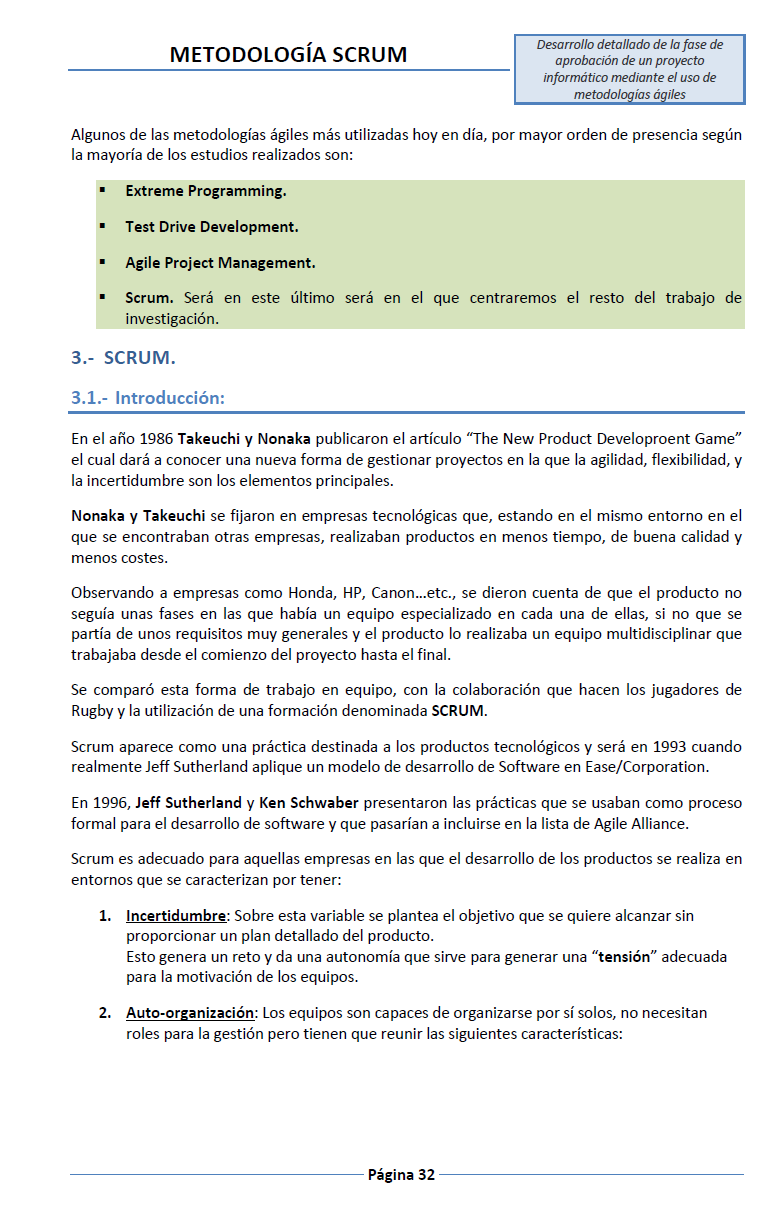 METODOLOGÍA SCRUM
Desarrollo detallado de la fase de
aprobación de un proyecto
informático mediante el uso de
metodologías ágiles
Algunos de las metodologías ágiles más utilizadas hoy en día, por mayor orden de presencia según
la mayoría de los estudios realizados son:
▪ Extreme Programming.
▪ Test Drive Development.
▪ Agile Project Management.
▪ Scrum. Será en este último será en el que centraremos el resto del trabajo de
investigación.
3.- SCRUM.
3.1.- Introducción:
En el año 1986 Takeuchi y Nonaka publicaron el artículo “The New Product Developroent Game”
el cual dará a conocer una nueva forma de gestionar proyectos en la que la agilidad, flexibilidad, y
la incertidumbre son los elementos principales.
Nonaka y Takeuchi se fijaron en empresas tecnológicas que, estando en el mismo entorno en el
que se encontraban otras empresas, realizaban productos en menos tiempo, de buena calidad y
menos costes.
Observando a empresas como Honda, HP, Canon…etc., se dieron cuenta de que el producto no
seguía unas fases en las que había un equipo especializado en cada una de ellas, si no que se
partía de unos requisitos muy generales y el producto lo realizaba un equipo multidisciplinar que
trabajaba desde el comienzo del proyecto hasta el final.
Se comparó esta forma de trabajo en equipo, con la colaboración que hacen los jugadores de
Rugby y la utilización de una formación denominada SCRUM.
Scrum aparece como una práctica destinada a los productos tecnológicos y será en 1993 cuando
realmente Jeff Sutherland aplique un modelo de desarrollo de Software en Ease/Corporation.
En 1996, Jeff Sutherland y Ken Schwaber presentaron las prácticas que se usaban como proceso
formal para el desarrollo de software y que pasarían a incluirse en la lista de Agile Alliance.
Scrum es adecuado para aquellas empresas en las que el desarrollo de los productos se realiza en
entornos que se caracterizan por tener:
1. Incertidumbre: Sobre esta variable se plantea el objetivo que se quiere alcanzar sin
proporcionar un plan detallado del producto.
Esto genera un reto y da una autonomía que sirve para generar una “tensión” adecuada
para la motivación de los equipos.
2. Auto-organización: Los equipos son capaces de organizarse por sí solos, no necesitan
roles para la gestión pero tienen que reunir las siguientes características:
Página 32